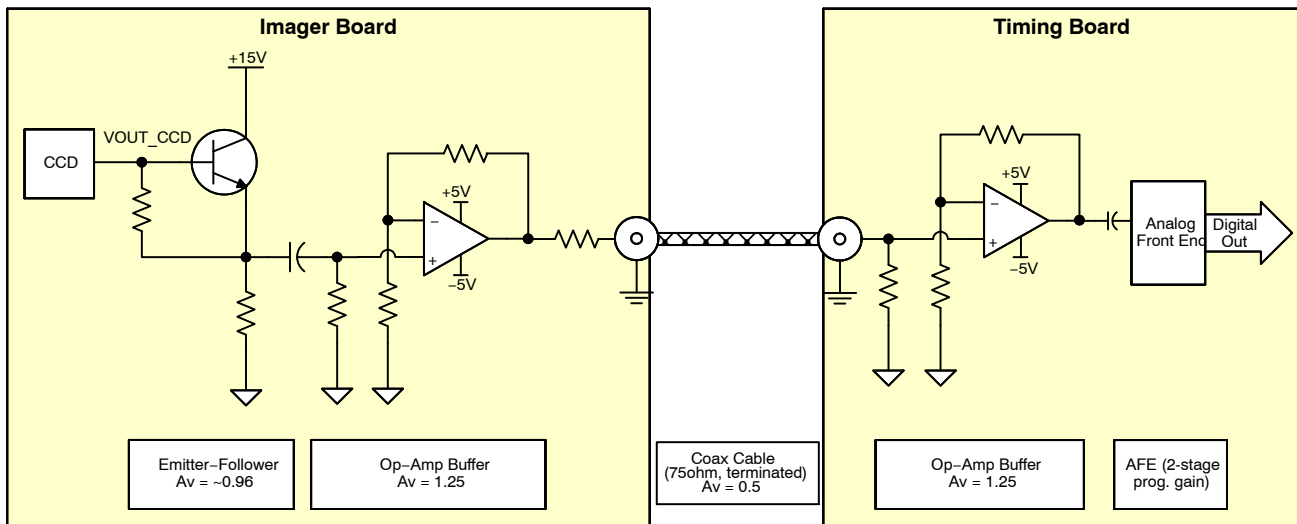 Imager Board
Timing Board
+15V
VOUT_CCD
CCD
+5V
−
+
−5V
+5V
−
+
−5V
Analog
Front End
Digital
Out
Emitter−Follower
Av = ~0.96
Op−Amp Buffer
Av = 1.25
Coax Cable
(75ohm, terminated)
Av = 0.5
Op−Amp Buffer
Av = 1.25
AFE (2-stage
prog. gain)